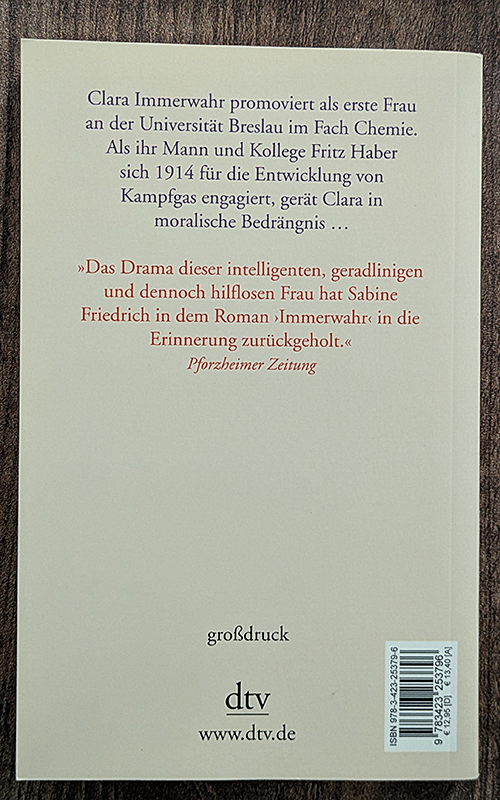 Clara Immerwahr promoviert als erste Frau
an der Universität Breslau im Fach Chemie.
Als ihr Mann und Kollege Fritz Haber
sich 1914 für die Entwicklung von
Kampfgas engagiert, gerät Clara in
moralische Bedrängnis …
»Das Drama dieser intelligenten, geradlinigen
und dennoch hilflosen Frau hat Sabine
Friedrich in dem Roman ›Immerwahr‹ in die
Erinnerung zurückgeholt.«
Pforzheimer Zeitung
großdruck
dtv
www.dtv.de
ISBN 978-3-423-25379-6
9 783423 253796
€ 12,95 [D] € 13,40 [A]